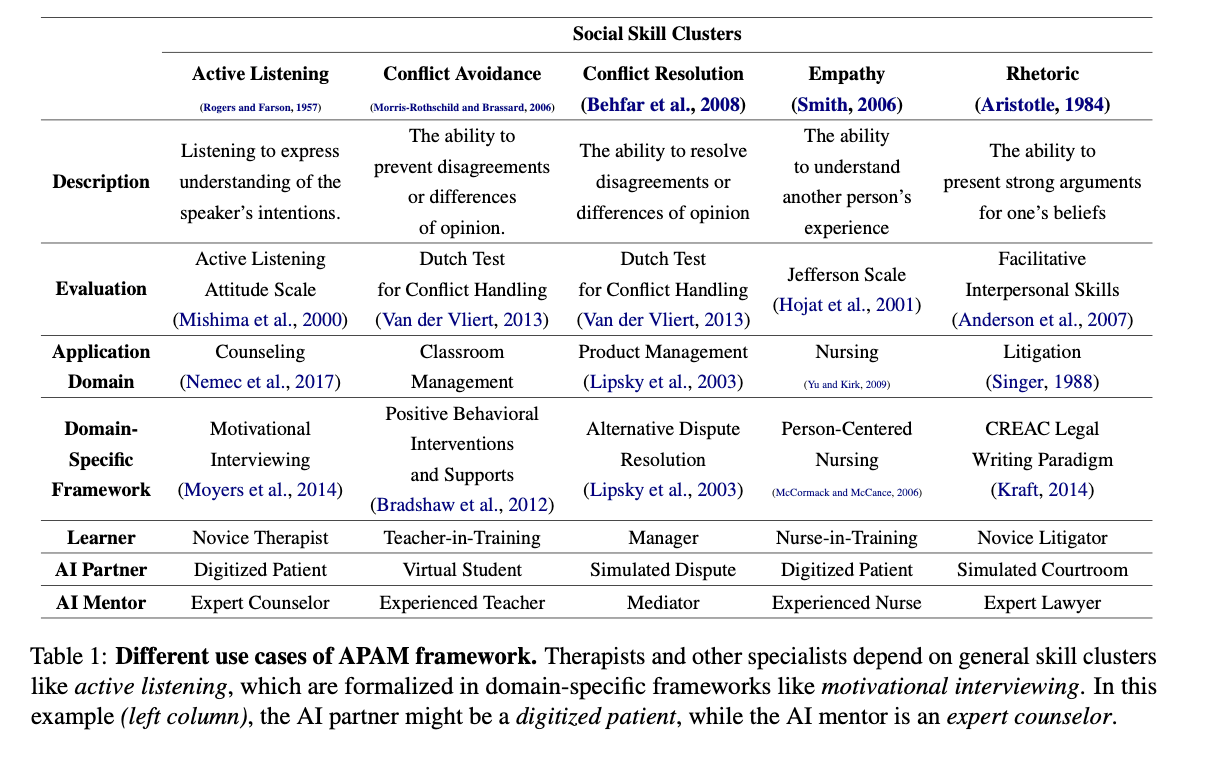 Social Skill Clusters
Active Listening Conflict Avoidance Conflict Resolution Empathy Rhetoric
(Rogers and Farson, 1957) (Morris-Rothschild and Brassard, 2006) (Behfar et al., 2008) (Smith, 2006) (Aristotle, 1984)
Description
Listening to express
understanding of the
speaker's intentions.
The ability to
prevent disagreements
or differences
of opinion.
The ability to resolve
disagreements or
differences of opinion
The ability
to understand
another person's
experience
The ability to
present strong arguments
for one's beliefs
Evaluation
Active Listening
Attitude Scale
(Mishima et al., 2000)
Dutch Test
for Conflict Handling
(Van der Vliert, 2013)
Dutch Test
for Conflict Handling
(Van der Vliert, 2013)
Jefferson Scale
(Hojat et al., 2001)
Facilitative
Interpersonal Skills
(Anderson et al., 2007)
Application
Domain
Counseling
(Nemec et al., 2017)
Classroom
Management
Product Management
(Lipsky et al., 2003)
Nursing
(Yu and Kirk, 2009)
Litigation
(Singer, 1988)
Domain-
Specific
Framework
Motivational
Interviewing
(Moyers et al., 2014)
Positive Behavioral
Interventions
and Supports
(Bradshaw et al., 2012)
Alternative Dispute
Resolution
(Lipsky et al., 2003)
Person-Centered
Nursing
(McCormack and McCance, 2006)
CREAC Legal
Writing Paradigm
(Kraft, 2014)
Learner Novice Therapist Teacher-in-Training Manager Nurse-in-Training Novice Litigator
AI Partner Digitized Patient Virtual Student Simulated Dispute Digitized Patient Simulated Courtroom
AI Mentor Expert Counselor Experienced Teacher Mediator Experienced Nurse Expert Lawyer
Table 1: Different use cases of APAM framework. Therapists and other specialists depend on general skill clusters
like active listening, which are formalized in domain-specific frameworks like motivational interviewing. In this
example (left column), the AI partner might be a digitized patient, while the AI mentor is an expert counselor.